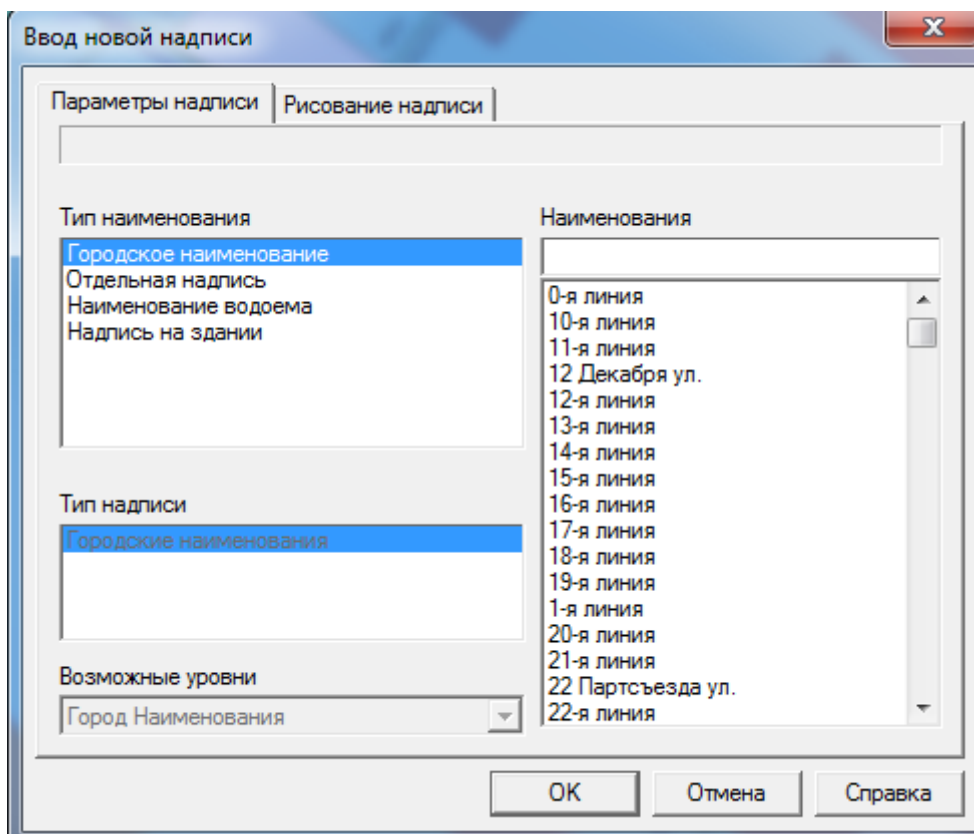 Ввод новой надписи
Параметры надписи
Рисование надписи
Тип наименования
Городское наименование
Отдельная надпись
Наименование водоема
Надпись на здании
Тип надписи
Городские наименования
Возможные уровни
Город Наименования
Наименования
0-я линия
10-я линия
11-я линия
12 Декабря ул.
12-я линия
13-я линия
14-я линия
15-я линия
16-я линия
17-я линия
18-я линия
19-я линия
1-я линия
20-я линия
21-я линия
22 Партсъезда ул.
22-я линия
OK
Отмена
Справка